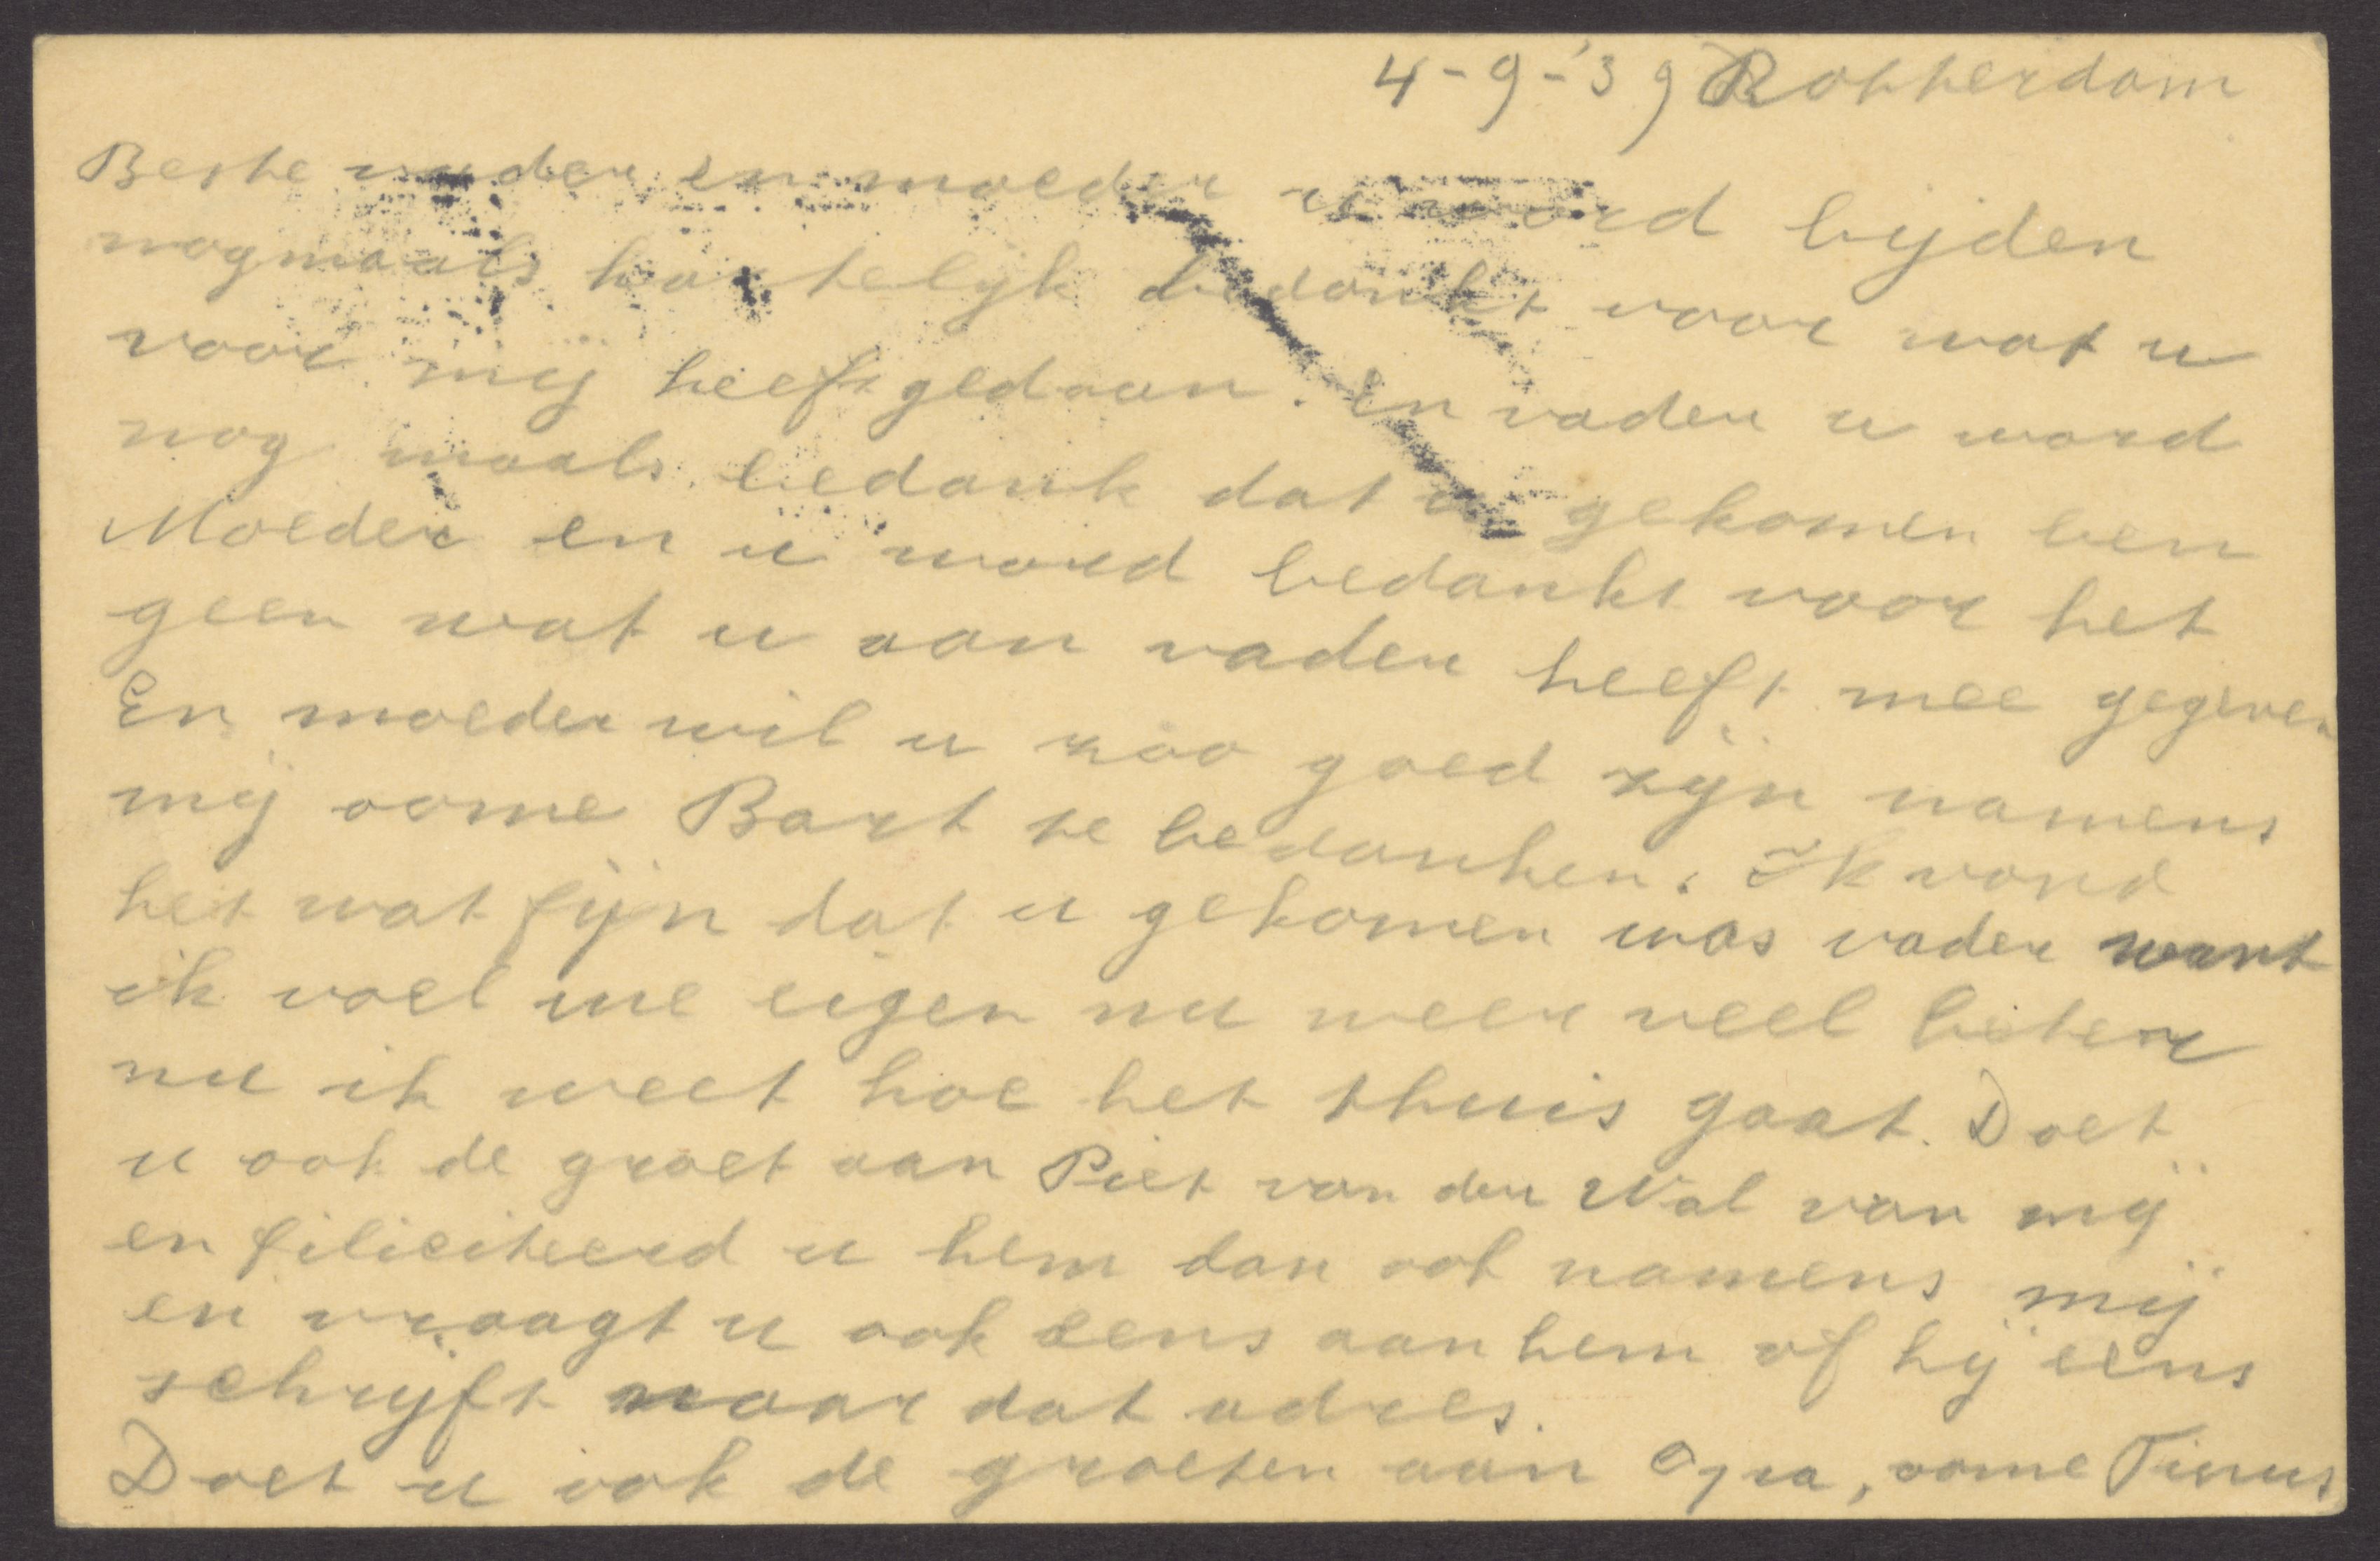 4-9-'39 Rotterdam
Beste vader en moeder u word bijden
nogmaals hartelijk bedankt voor wat u
voor mij heeft gedaan. En vader u word
nog maals bedank dat u gekomen ben
Moeder en u word bedankt voor het
geen wat u aan vader heeft mee gegeven
En moeder wil u zoo goed zijn namens
mij oome Bart te bedanken. Ik vond
het wat fijn dat u gekomen was vader want
ik voel me eigen nu weer veel beter
nu ik weet hoe het thuis gaat. Doet
u ook de groet aan Piet van der Wal van mij
en filiciteerd u hem dan ook namens mij
en vraagt u ook eens aan hem of hij eens
schrijft naar dat adres.
Doet u ook de groeten aan Opa, oome Tinus